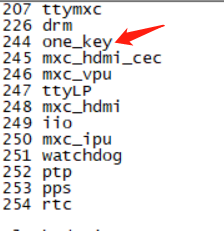 207 ttymxc
226 drm
244 one_key
245 mxc_hdmi_cec
246 mxc_vpu
247 ttyLP
248 mxc_hdmi
249 iio
250 mxc_ipu
251 watchdog
252 ptp
253 pps
254 rtc